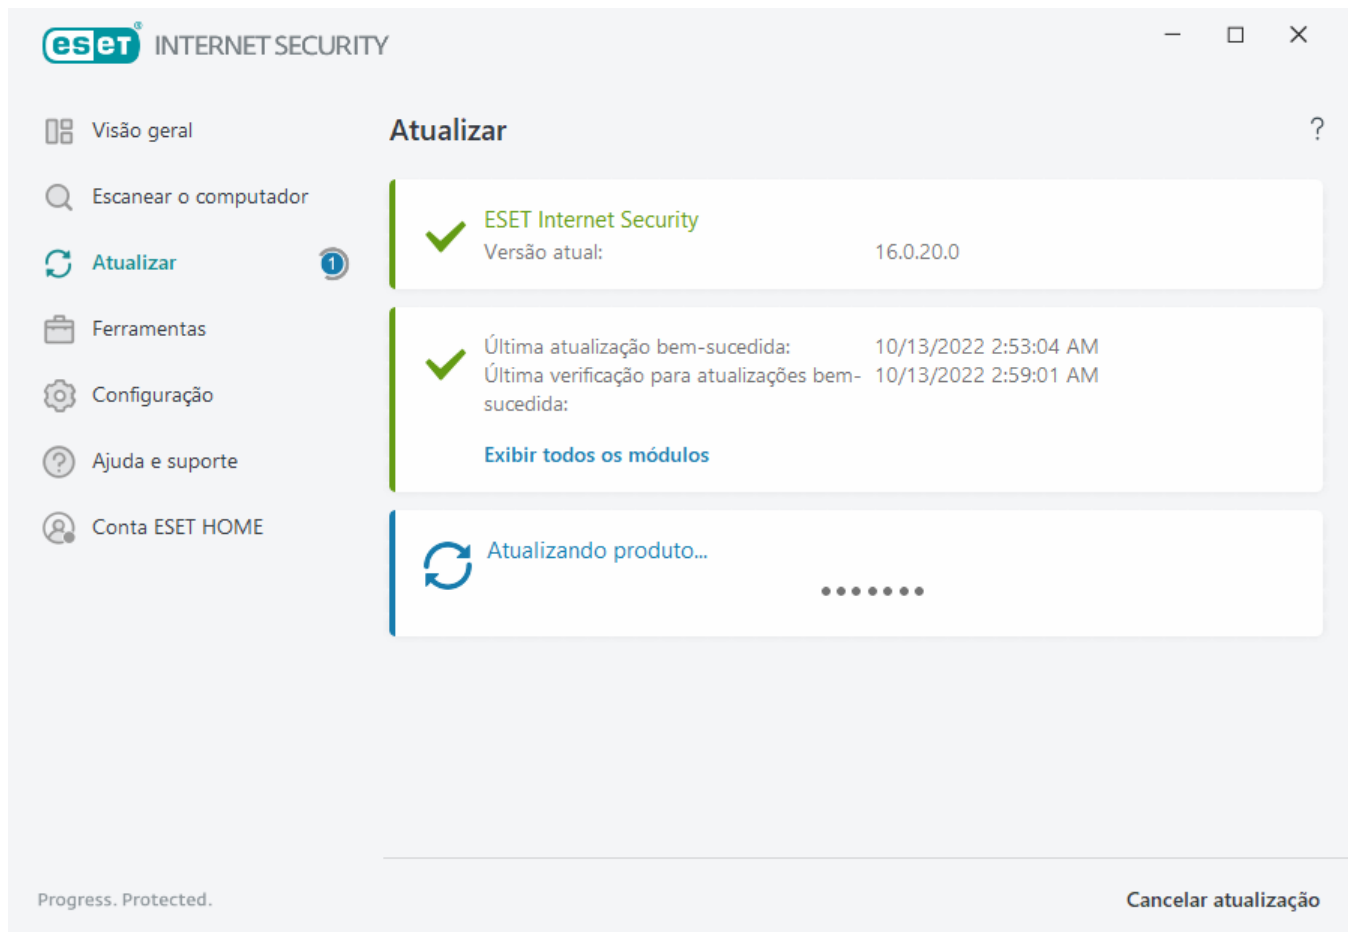 eset® INTERNET SECURITY
Visão geral
Escanear o computador
Atualizar 1
Ferramentas
Configuração
Ajuda e suporte
Conta ESET HOME
Atualizar ?
ESET Internet Security
Versão atual: 16.0.20.0
Última atualização bem-sucedida: 10/13/2022 2:53:04 AM
Última verificação para atualizações bem- 10/13/2022 2:59:01 AM
sucedida:
Exibir todos os módulos
Atualizando produto...
Progress. Protected.
Cancelar atualização